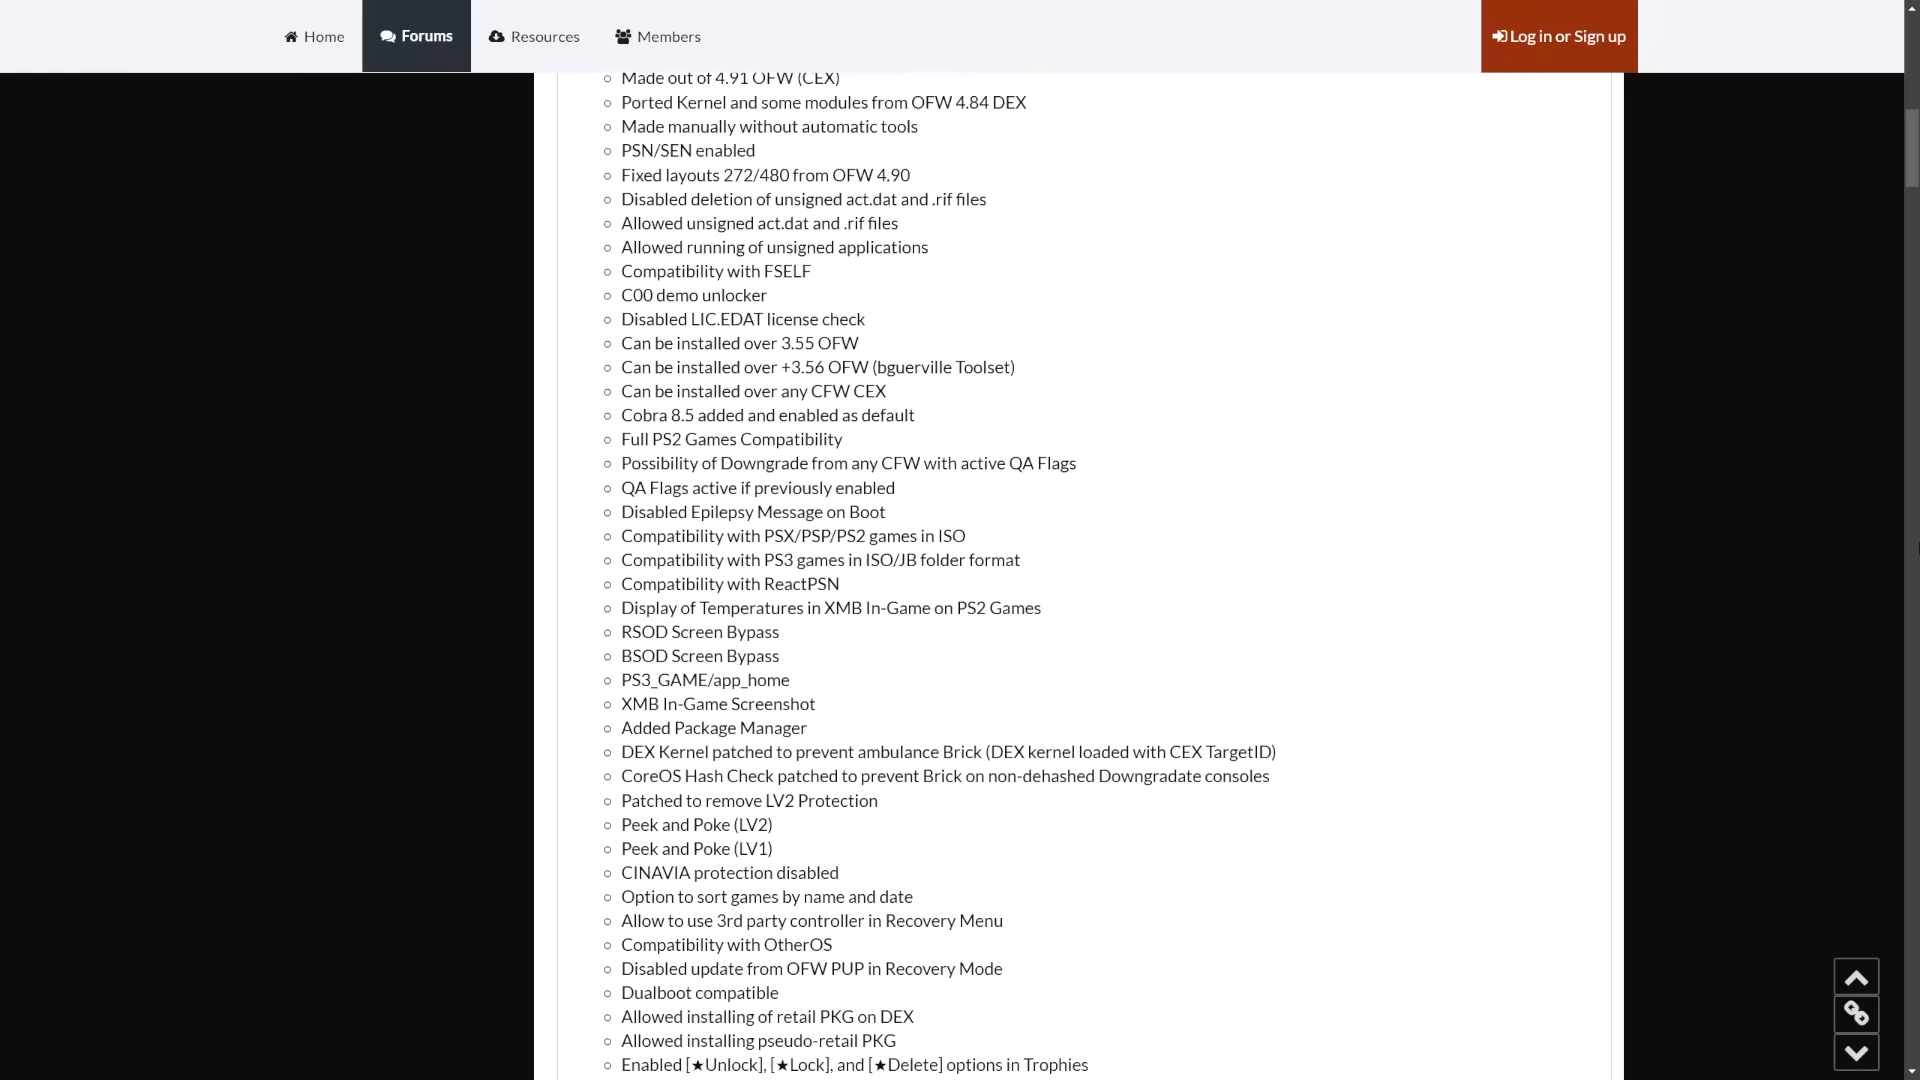 Home
Forums
Resources
Members
Log in or Sign up
Made out of 4.91 OFW (CEX)
Ported Kernel and some modules from OFW 4.84 DEX
Made manually without automatic tools
PSN/SEN enabled
Fixed layouts 272/480 from OFW 4.90
Disabled deletion of unsigned act.dat and .rif files
Allowed unsigned act.dat and .rif files
Allowed running of unsigned applications
Compatibility with FSELF
C00 demo unlocker
Disabled LIC.EDAT license check
Can be installed over 3.55 OFW
Can be installed over +3.56 OFW (bguerville Toolset)
Can be installed over any CFW CEX
Cobra 8.5 added and enabled as default
Full PS2 Games Compatibility
Possibility of Downgrade from any CFW with active QA Flags
QA Flags active if previously enabled
Disabled Epilepsy Message on Boot
Compatibility with PSX/PSP/PS2 games in ISO
Compatibility with PS3 games in ISO/JB folder format
Compatibility with ReactPSN
Display of Temperatures in XMB In-Game on PS2 Games
RSOD Screen Bypass
BSOD Screen Bypass
PS3_GAME/app_home
XMB In-Game Screenshot
Added Package Manager
DEX Kernel patched to prevent ambulance Brick (DEX kernel loaded with CEX TargetID)
CoreOS Hash Check patched to prevent Brick on non-dehashed Downgradate consoles
Patched to remove LV2 Protection
Peek and Poke (LV2)
Peek and Poke (LV1)
CINAVIA protection disabled
Option to sort games by name and date
Allow to use 3rd party controller in Recovery Menu
Compatibility with OtherOS
Disabled update from OFW PUP in Recovery Mode
Dualboot compatible
Allowed installing of retail PKG on DEX
Allowed installing pseudo-retail PKG
Enabled [★Unlock], [★Lock], and [★Delete] options in Trophies